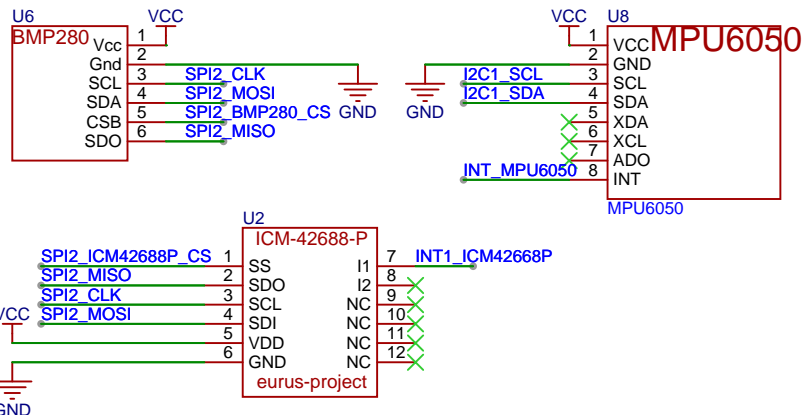 U6
VCC
BMP280
Vcc 1
Gnd 2
SCL 3 SPI2_CLK
SDA 4 SPI2_MOSI
CSB 5 SPI2_BMP280_CS
SDO 6 SPI2_MISO
GND
VCC
U8
1 VCC MPU6050
2 GND
I2C1_SCL 3 SCL
I2C1_SDA 4 SDA
5 XDA
6 XCL
7 ADO
INT_MPU6050 8 INT
GND
MPU6050
U2
ICM-42688-P
SPI2_ICM42688P_CS 1 SS I1 7 INT1_ICM42668P
SPI2_MISO 2 SDO I2 8
SPI2_CLK 3 SCL NC 9
SPI2_MOSI 4 SDI NC 10
VCC 5 VDD NC 11
6 GND NC 12
eurus-project
GND